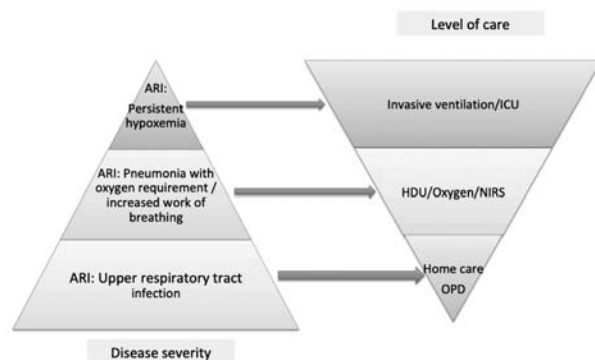 Level of care
ARI:
Persistent
hypoxemia
Invasive ventilation/ICU
ARI: Pneumonia with
oxygen requirement /
increased work of
breathing
HDU/Oxygen/NIRS
ARI: Upper respiratory tract
infection
Home care
OPD
Disease severity